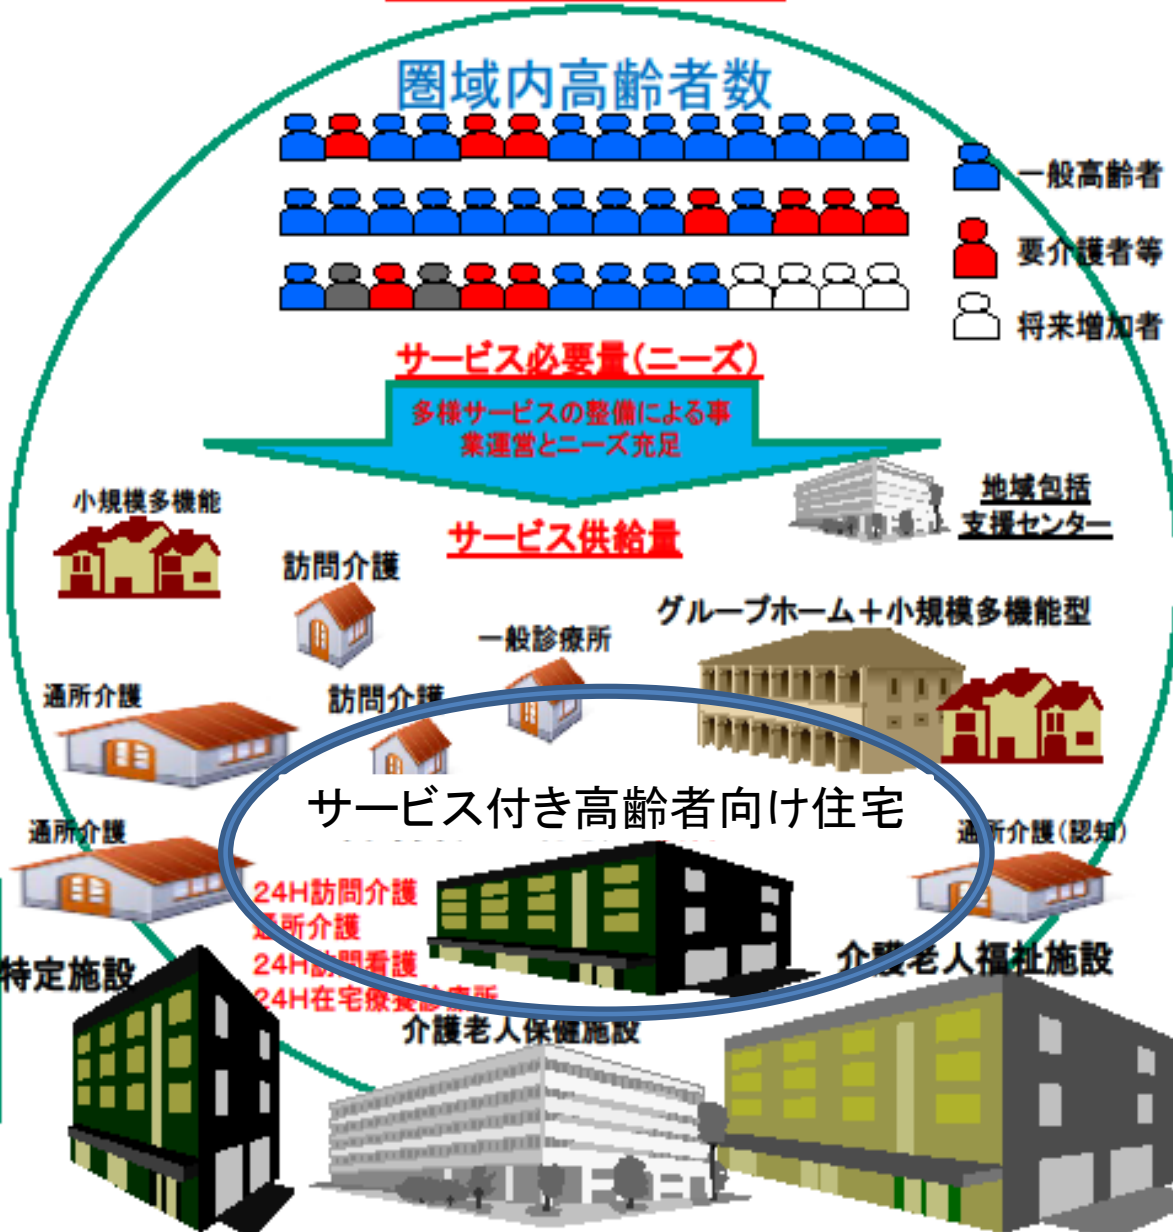 圏域内高齢者数
一般高齢者
要介護者等
将来増加者
サービス必要量(ニーズ)
多様サービスの整備による事
業運営とニーズ充足
小規模多機能
地域包括
支援センター
サービス供給量
訪問介護
グループホーム+小規模多機能型
一般診療所
通所介護
訪問介護
サービス付き高齢者向け住宅
通所介護
通所介護(認知)
24H訪問介護
通所介護
24H訪問看護
24H在宅療養診療所
特定施設
介護老人福祉施設
介護老人保健施設